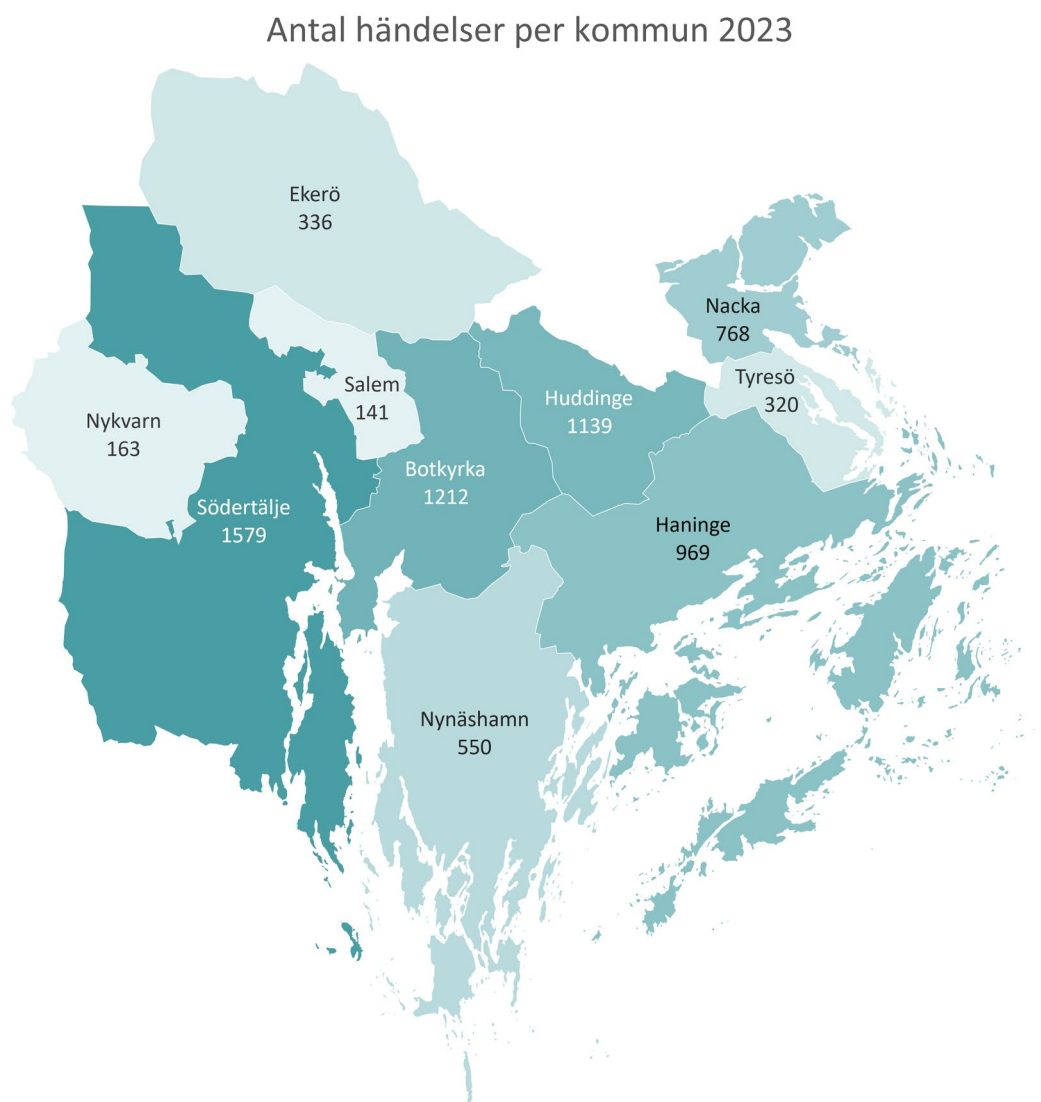 Antal händelser per kommun 2023
Ekerö
336
Nacka
768
Tyresö
320
Salem
141
Huddinge
1139
Nykvarn
163
Botkyrka
1212
Södertälje
1579
Haninge
969
Nynäshamn
550